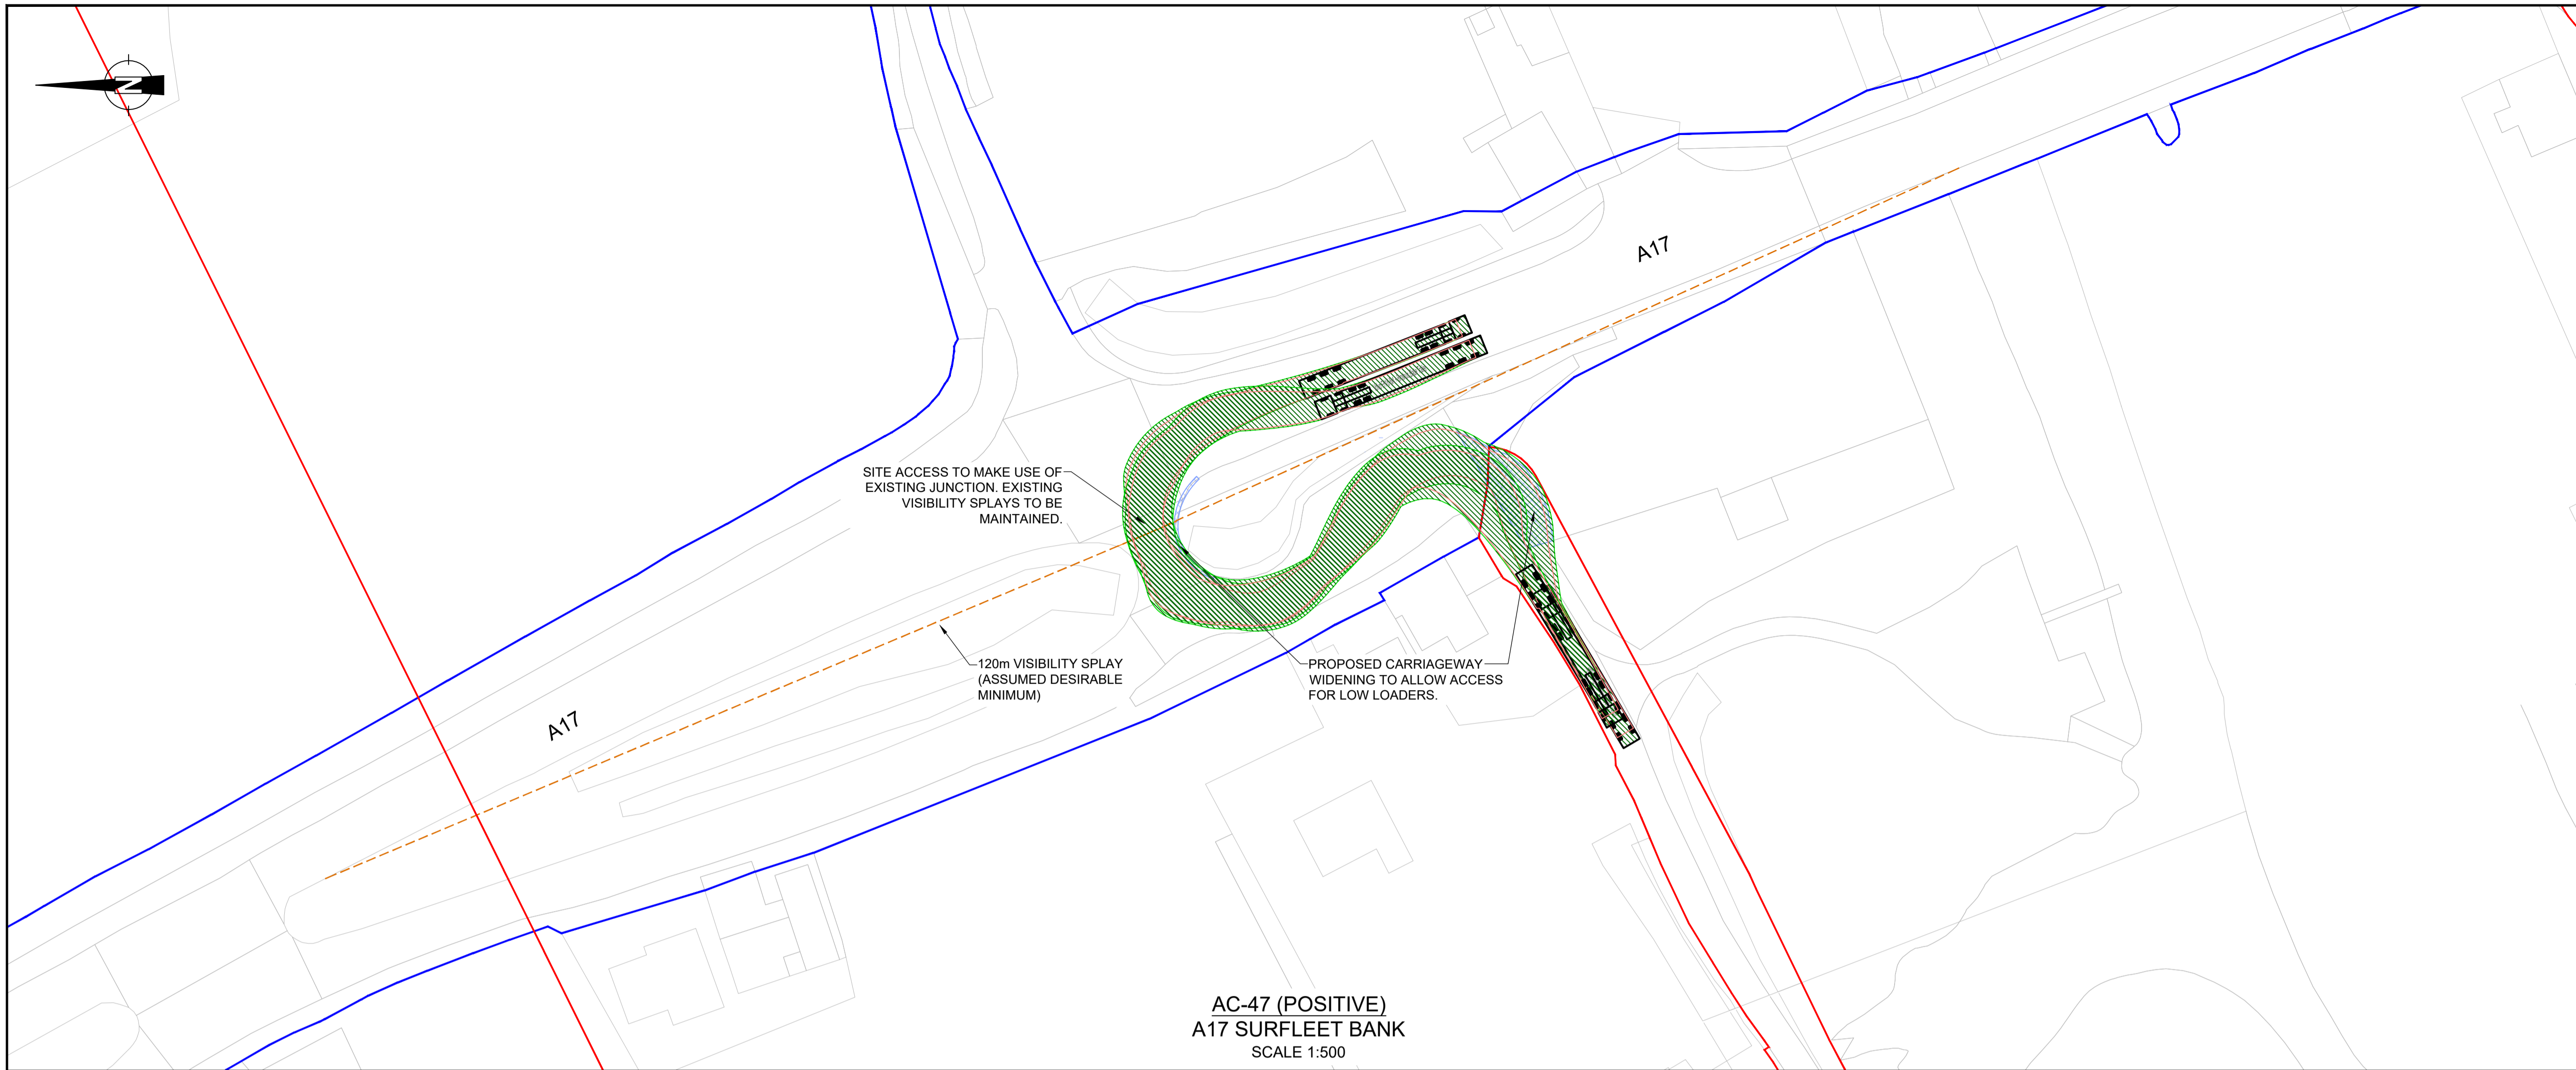 N
A17
SITE ACCESS TO MAKE USE OF
EXISTING JUNCTION. EXISTING
VISIBILITY SPLAYS TO BE
MAINTAINED.
120m VISIBILITY SPLAY
(ASSUMED DESIRABLE
MINIMUM)
PROPOSED CARRIAGEWAY
WIDENING TO ALLOW ACCESS
FOR LOW LOADERS.
A17
AC-47 (POSITIVE)
A17 SURFLEET BANK
SCALE 1:500